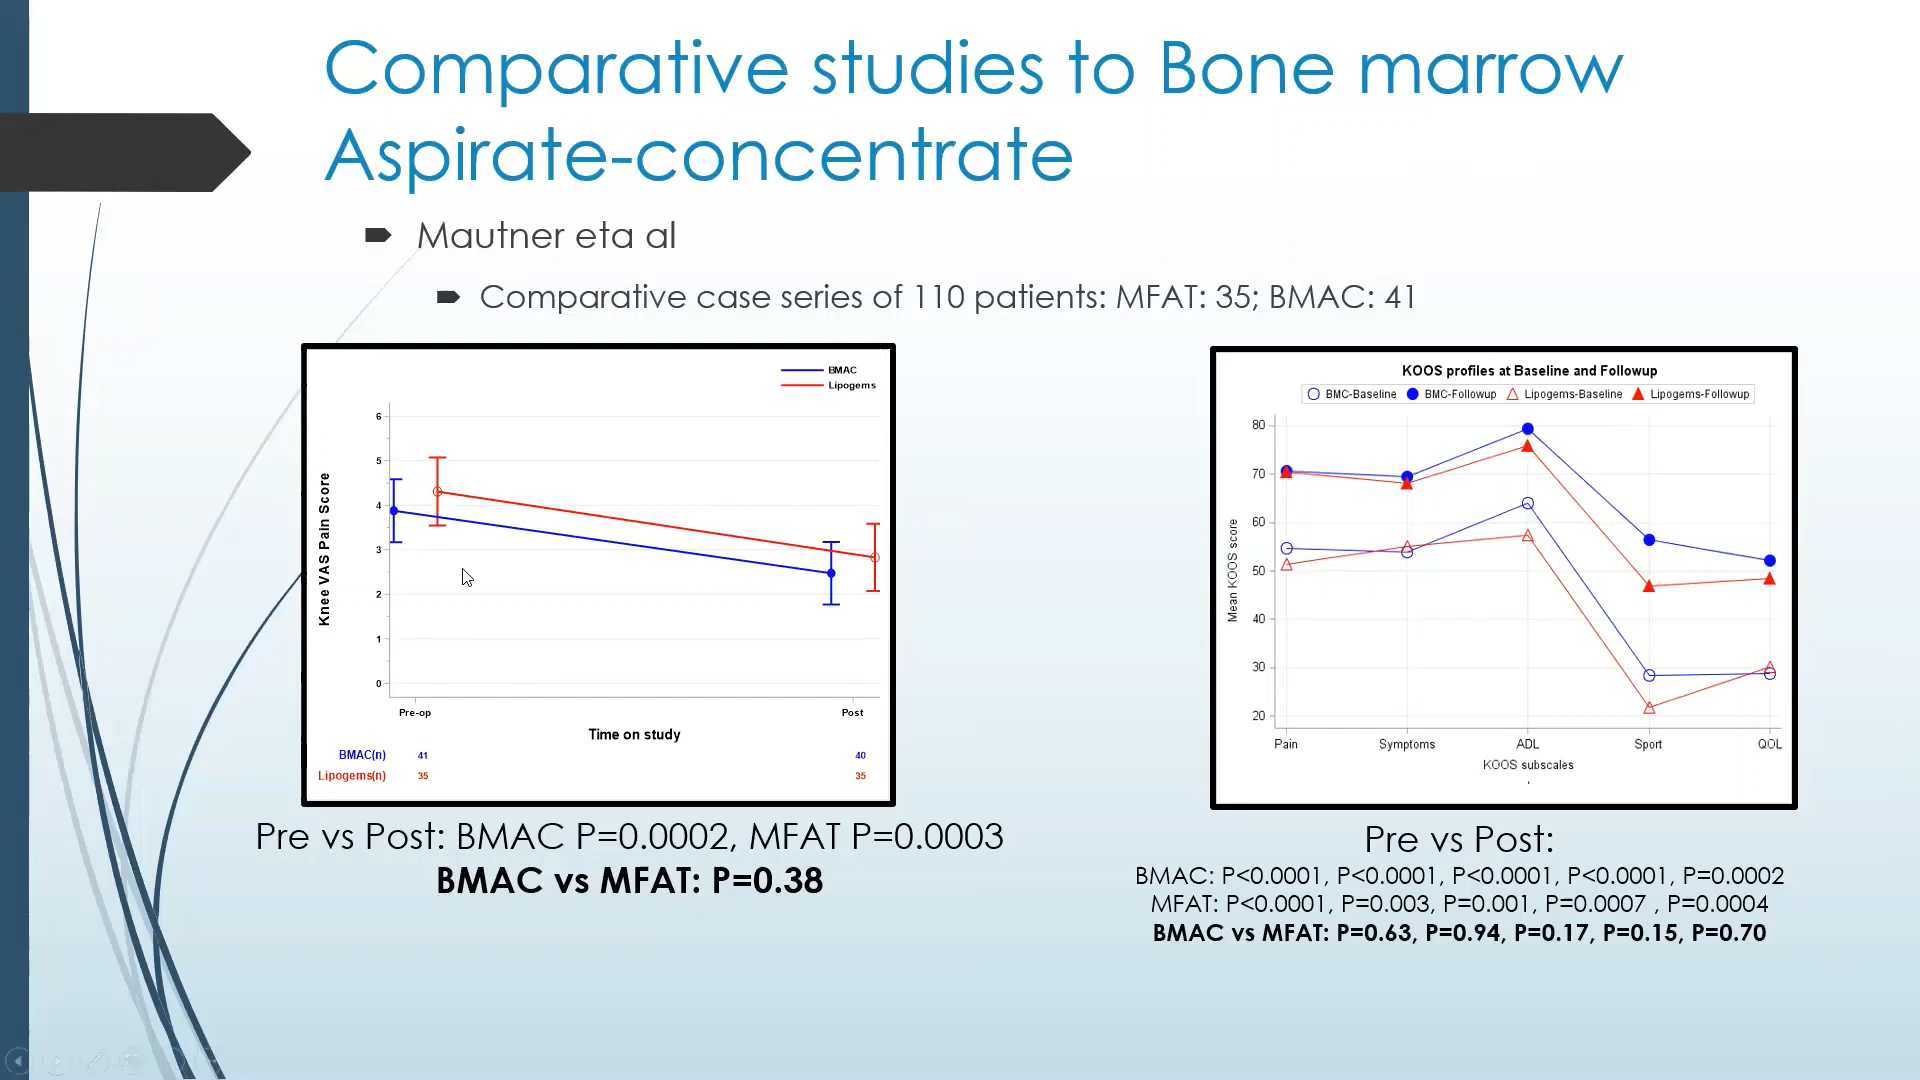 Comparative studies to Bone marrow
Aspirate-concentrate
Mautner eta al
Comparative case series of 110 patients: MFAT: 35; BMAC: 41
BMAC
Lipogems
Knee VAS Pain Score
6
5
4
3
2
1
0
Pre-op
Post
Time on study
BMAC(n) 41 40
Lipogems(n) 35 35
Pre vs Post: BMAC P=0.0002, MFAT P=0.0003
BMAC vs MFAT: P=0.38
KOOS profiles at Baseline and Followup
BMC-Baseline BMC-Followup Lipogems-Baseline Lipogems-Followup
Mean KOOS score
80
70
60
50
40
30
20
Pain Symptoms ADL Sport QOL
KOOS subscales
Pre vs Post:
BMAC: P<0.0001, P<0.0001, P<0.0001, P<0.0001, P=0.0002
MFAT: P<0.0001, P=0.003, P=0.001, P=0.0007 , P=0.0004
BMAC vs MFAT: P=0.63, P=0.94, P=0.17, P=0.15, P=0.70